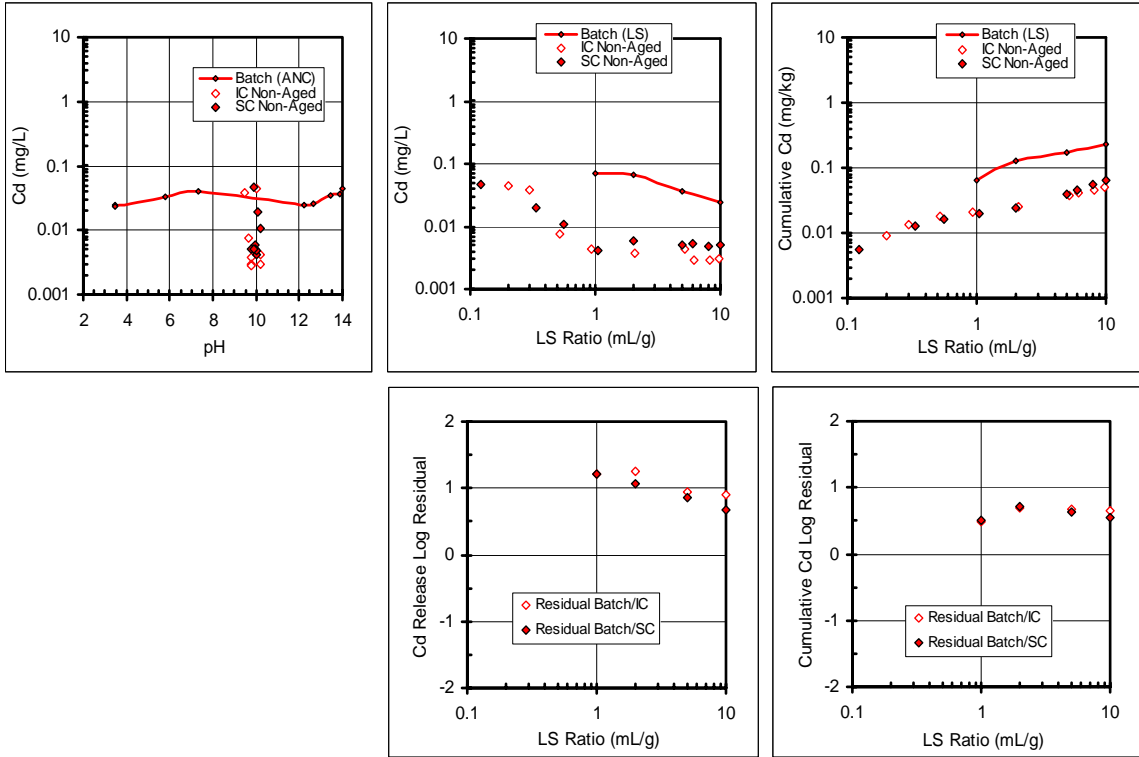 10
1
0.1
0.01
0.001
Cd (mg/L)
Batch (ANC)
IC Non-Aged
SC Non-Aged
2 4 6 8 10 12 14
pH
Batch (LS)
IC Non-Aged
SC Non-Aged
10
1
0.1
0.01
0.001
Cd (mg/L)
0.1 1 10
LS Ratio (mL/g)
Batch (LS)
IC Non-Aged
SC Non-Aged
10
1
0.1
0.01
0.001
Cumulative Cd (mg/kg)
0.1 1 10
LS Ratio (mL/g)
2
1
0
-1
-2
Cd Release Log Residual
Residual Batch/IC
Residual Batch/SC
0.1 1 10
LS Ratio (mL/g)
2
1
0
-1
-2
Cumulative Cd Log Residual
Residual Batch/IC
Residual Batch/SC
0.1 1 10
LS Ratio (mL/g)